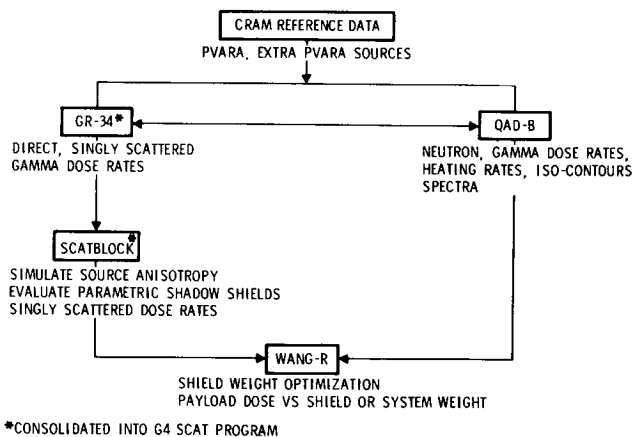 CRAM REFERENCE DATA
PVARA, EXTRA PVARA SOURCES
GR-34*
DIRECT, SINGLY SCATTERED
GAMMA DOSE RATES
QAD-B
NEUTRON, GAMMA DOSE RATES,
HEATING RATES, ISO-CONTOURS
SPECTRA
SCATBLOCK*
SIMULATE SOURCE ANISOTROPY
EVALUATE PARAMETRIC SHADOW SHIELDS
SINGLY SCATTERED DOSE RATES
WANG-R
SHIELD WEIGHT OPTIMIZATION
PAYLOAD DOSE VS SHIELD OR SYSTEM WEIGHT
*CONSOLIDATED INTO G4 SCAT PROGRAM